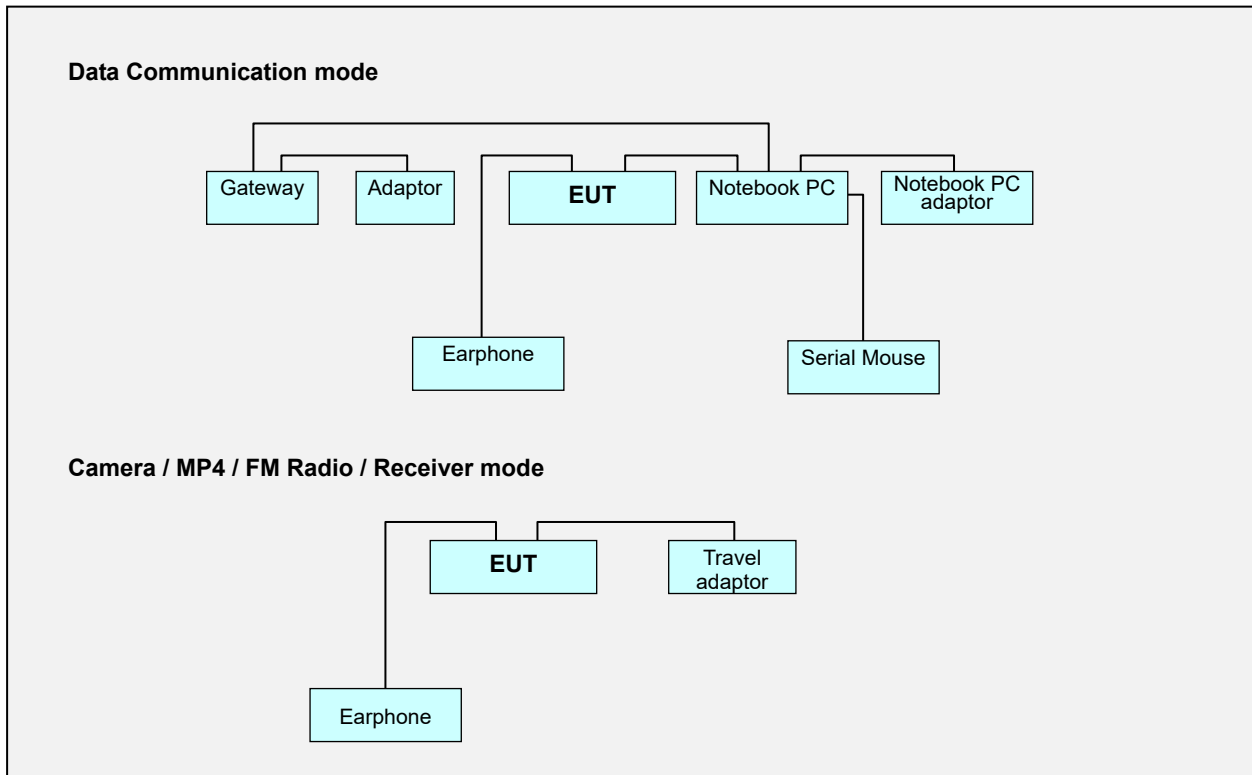 Data Communication mode
Gateway
Adaptor
EUT
Notebook PC
Notebook PC
adaptor
Earphone
Serial Mouse
Camera / MP4 / FM Radio / Receiver mode
EUT
Travel
adaptor
Earphone